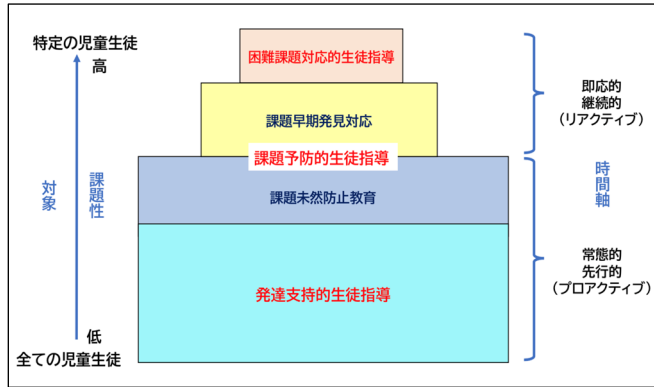 特定の児童生徒
高
困難課題対応的生徒指導
課題早期発見対応
課題予防的生徒指導
課題未然防止教育
発達支持的生徒指導
対象
課題性
低
全ての児童生徒
即応的
継続的
(リアクティブ)
時間軸
常態的
先行的
(プロアクティブ)